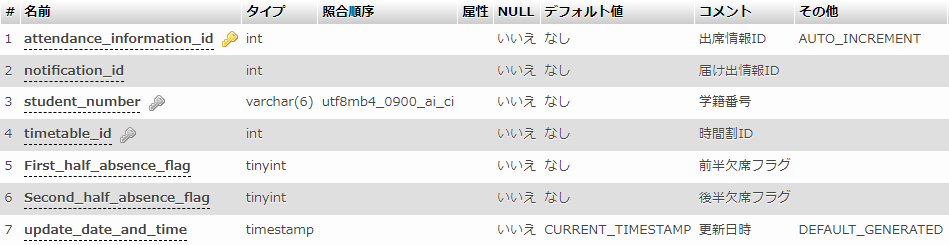 # 名前 タイプ 照合順序 属性 NULL デフォルト値 コメント その他
1 attendance_information_id int いいえ なし 出席情報ID AUTO_INCREMENT
2 notification_id int いいえ なし 届け出情報ID
3 student_number varchar(6) utf8mb4_0900_ai_ci いいえ なし 学籍番号
4 timetable_id int いいえ なし 時間割ID
5 First_half_absence_flag tinyint いいえ なし 前半欠席フラグ
6 Second_half_absence_flag tinyint いいえ なし 後半欠席フラグ
7 update_date_and_time timestamp いいえ CURRENT_TIMESTAMP 更新日時 DEFAULT_GENERATED